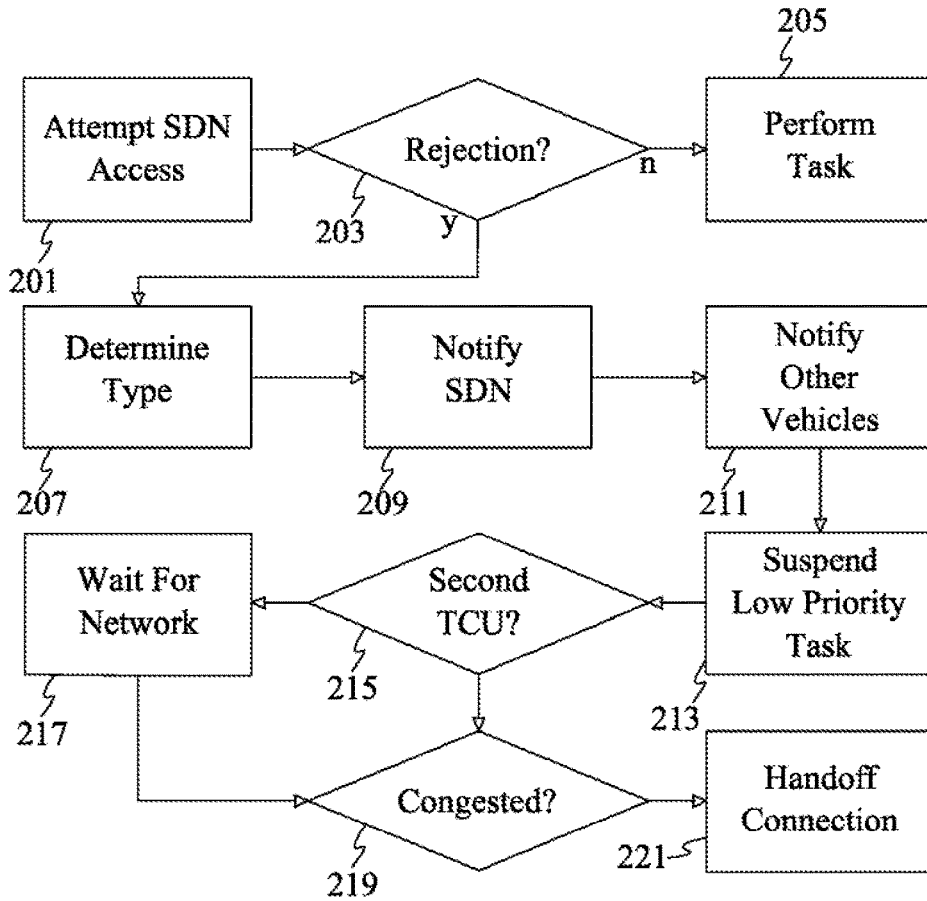 205
Attempt SDN
Access
Rejection?
n
Perform
Task
y
203
201
Determine
Type
Notify
SDN
Notify
Other
Vehicles
207
209
211
Wait For
Network
Second
TCU?
Suspend
Low Priority
Task
217
215
213
Congested?
Handoff
Connection
219
221